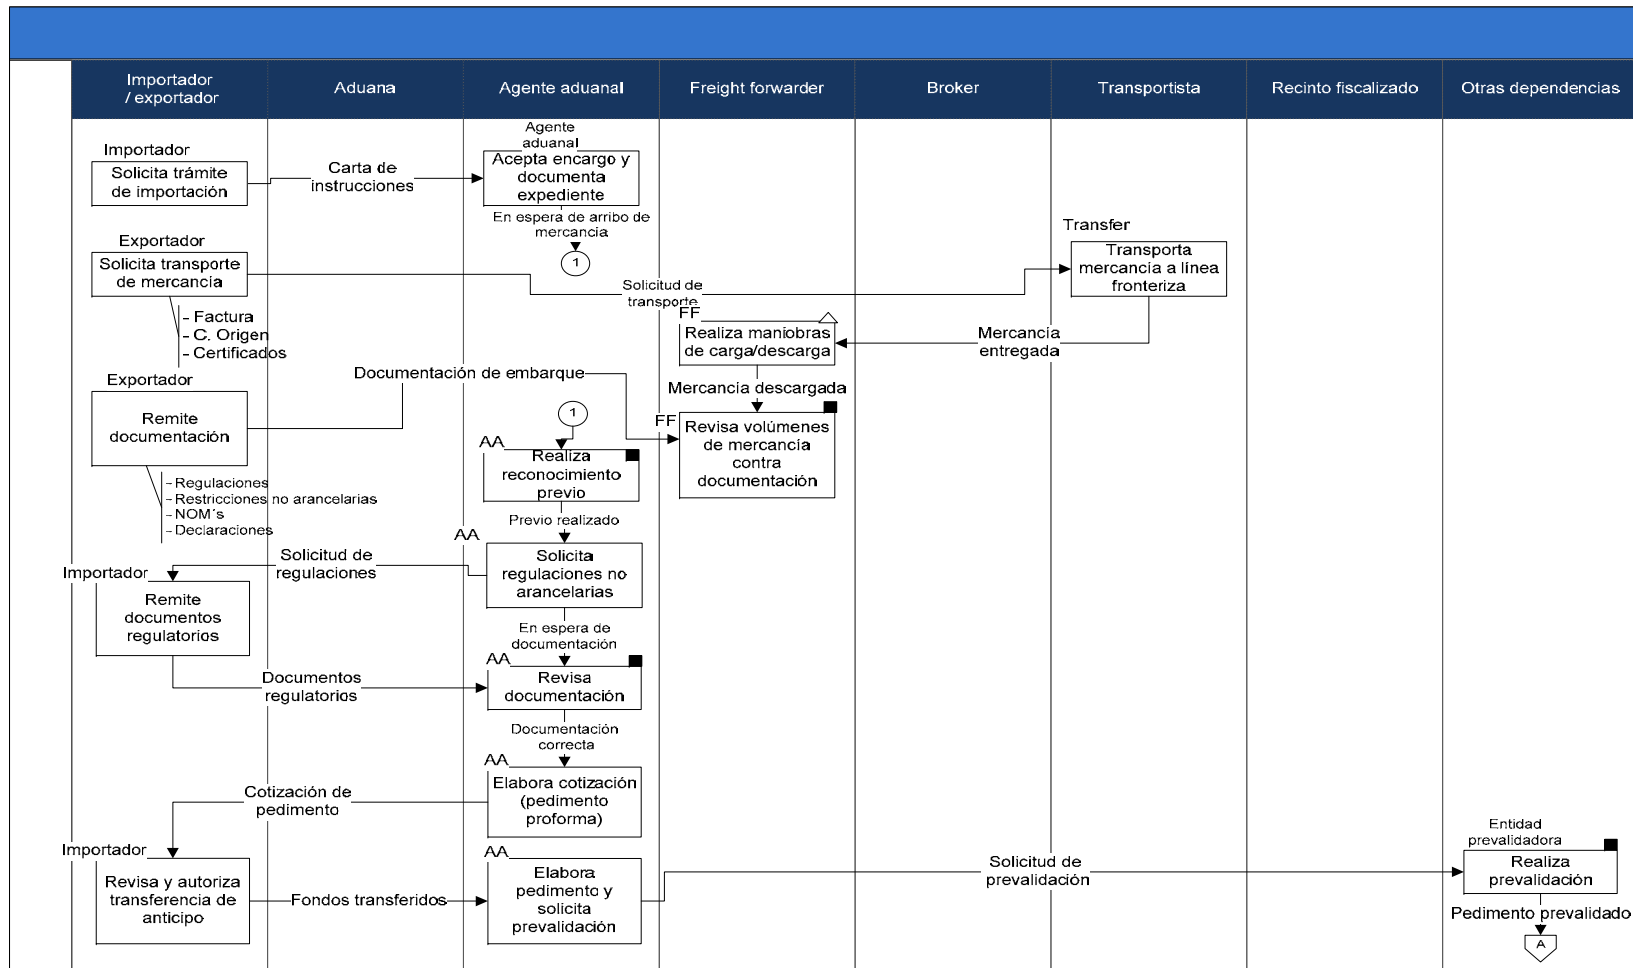 Importador
/ exportador
Aduana
Agente aduanal
Freight forwarder
Broker
Transportista
Recinto fiscalizado
Otras dependencias
Importador
Solicita trámite
de importación
Carta de
instrucciones
Agente
aduanal
Acepta encargo y
documenta
expediente
En espera de arribo de
mercancía
1
Exportador
Solicita transporte
de mercancía
- Factura
- C. Origen
- Certificados
Solicitud de
transporte
Transfer
Transporta
mercancía a línea
fronteriza
Mercancía
entregada
FF
Realiza maniobras
de carga/descarga
Mercancía descargada
Exportador
Remite
documentación
- Regulaciones
- Restricciones no arancelarias
- NOM´s
- Declaraciones
Documentación de embarque
FF
Revisa volúmenes
de mercancía
contra
documentación
1
AA
Realiza
reconocimiento
previo
Previo realizado
AA
Solicita
regulaciones no
arancelarias
Solicitud de
regulaciones
Importador
Remite
documentos
regulatorios
En espera de
documentación
Documentos
regulatorios
AA
Revisa
documentación
Documentación
correcta
AA
Elabora cotización
(pedimento
proforma)
Cotización de
pedimento
Importador
Revisa y autoriza
transferencia de
anticipo
Fondos transferidos
AA
Elabora
pedimento y
solicita
prevalidación
Solicitud de
prevalidación
Entidad
prevalidadora
Realiza
prevalidación
Pedimento prevalidado
A